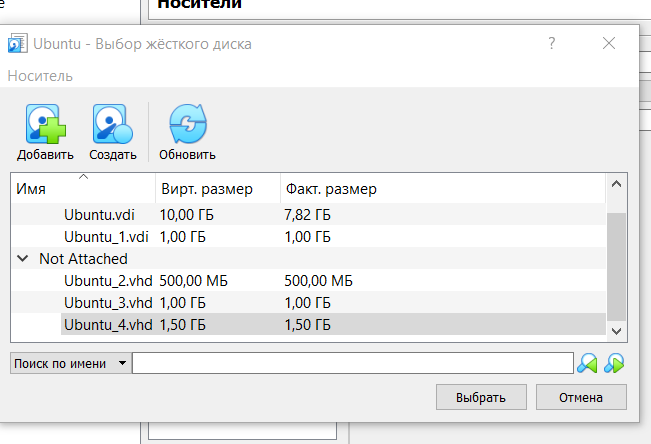 Носители
Ubuntu - Выбор жёсткого диска
?
Носитель
Добавить Создать Обновить
Имя Вирт. размер Факт. размер
Ubuntu.vdi 10,00 ГБ 7,82 ГБ
Ubuntu_1.vdi 1,00 ГБ 1,00 ГБ
Not Attached
Ubuntu_2.vhd 500,00 МБ 500,00 МБ
Ubuntu_3.vhd 1,00 ГБ 1,00 ГБ
Ubuntu_4.vhd 1,50 ГБ 1,50 ГБ
Поиск по имени
Выбрать Отмена